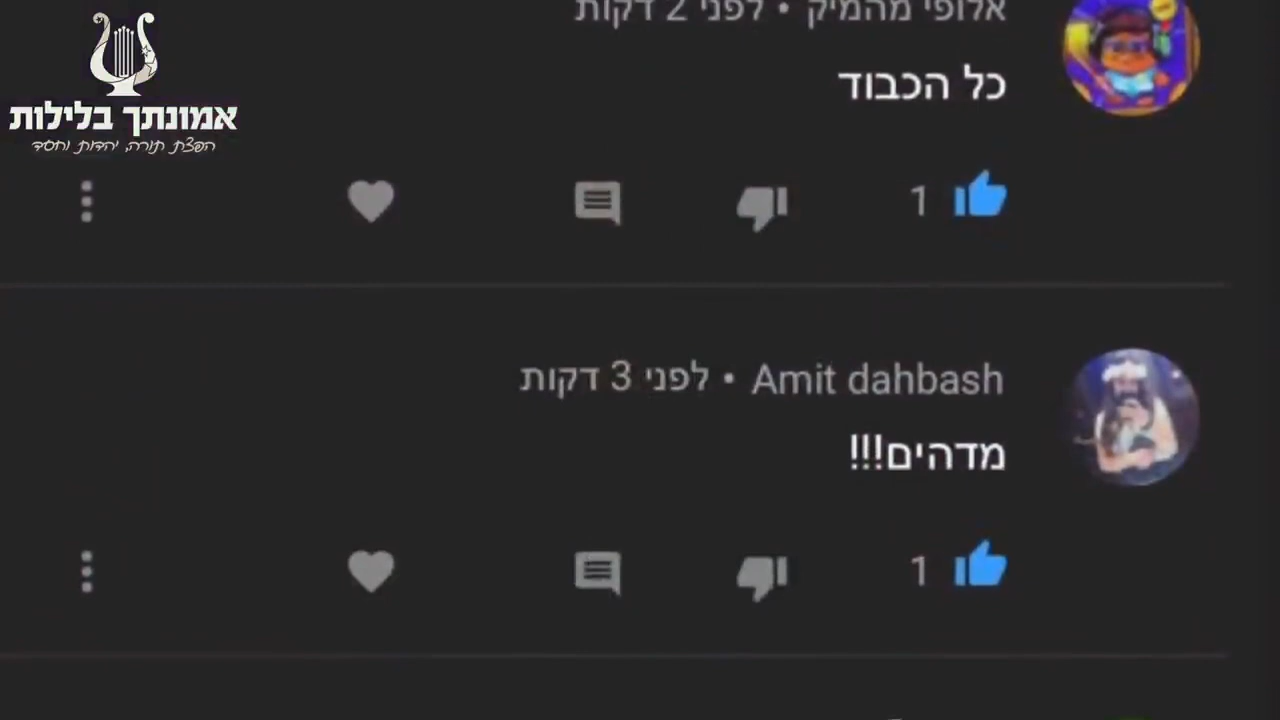 אמונתך בלילות
הפצת תורה, יהדות וחסד
אלופי מהמיק • לפני 2 דקות
כל הכבוד
1
Amit dahbash • לפני 3 דקות
מדהים!!!
1